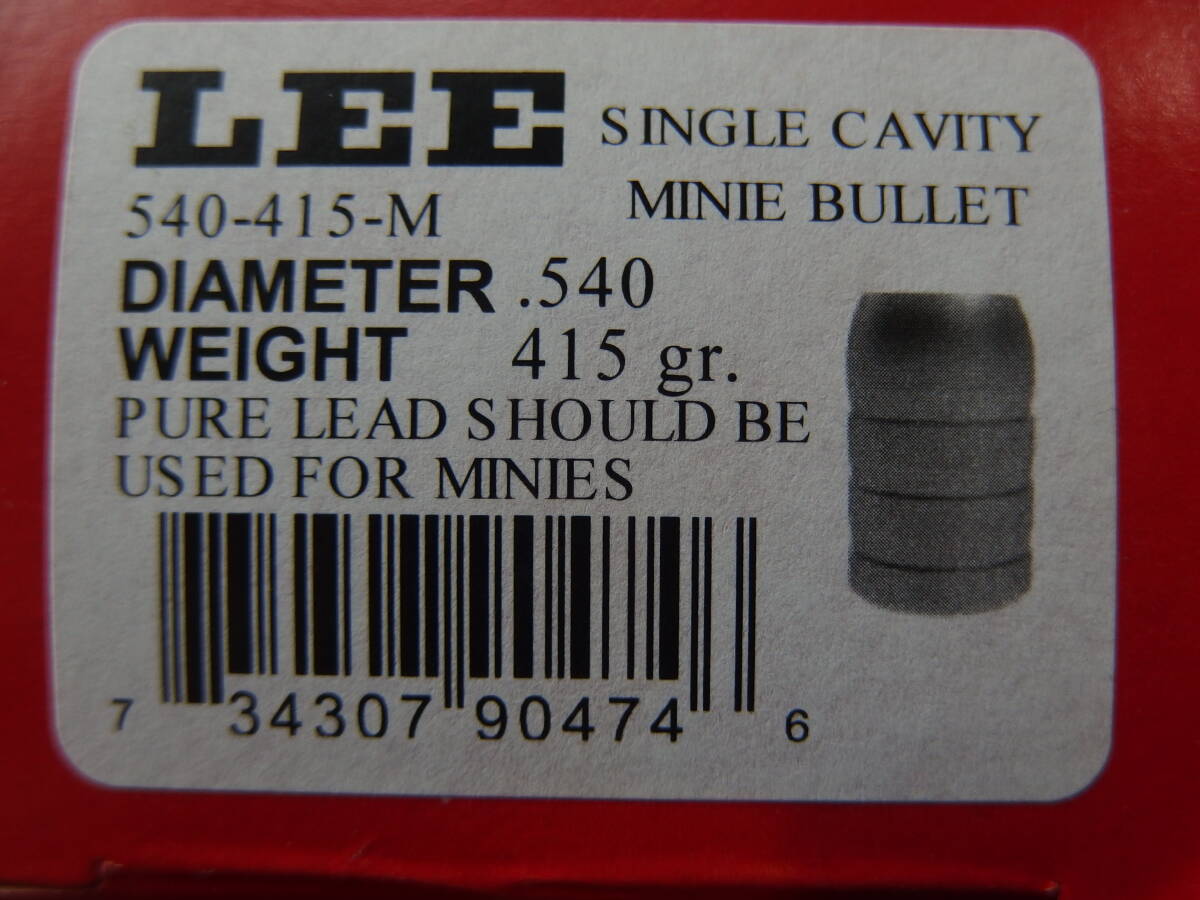 LEE SINGLE CAVITY
540-415-M MINIE BULLET
DIAMETER .540
WEIGHT 415 gr.
PURE LEAD SHOULD BE
USED FOR MINIES
7 34307 90474 6